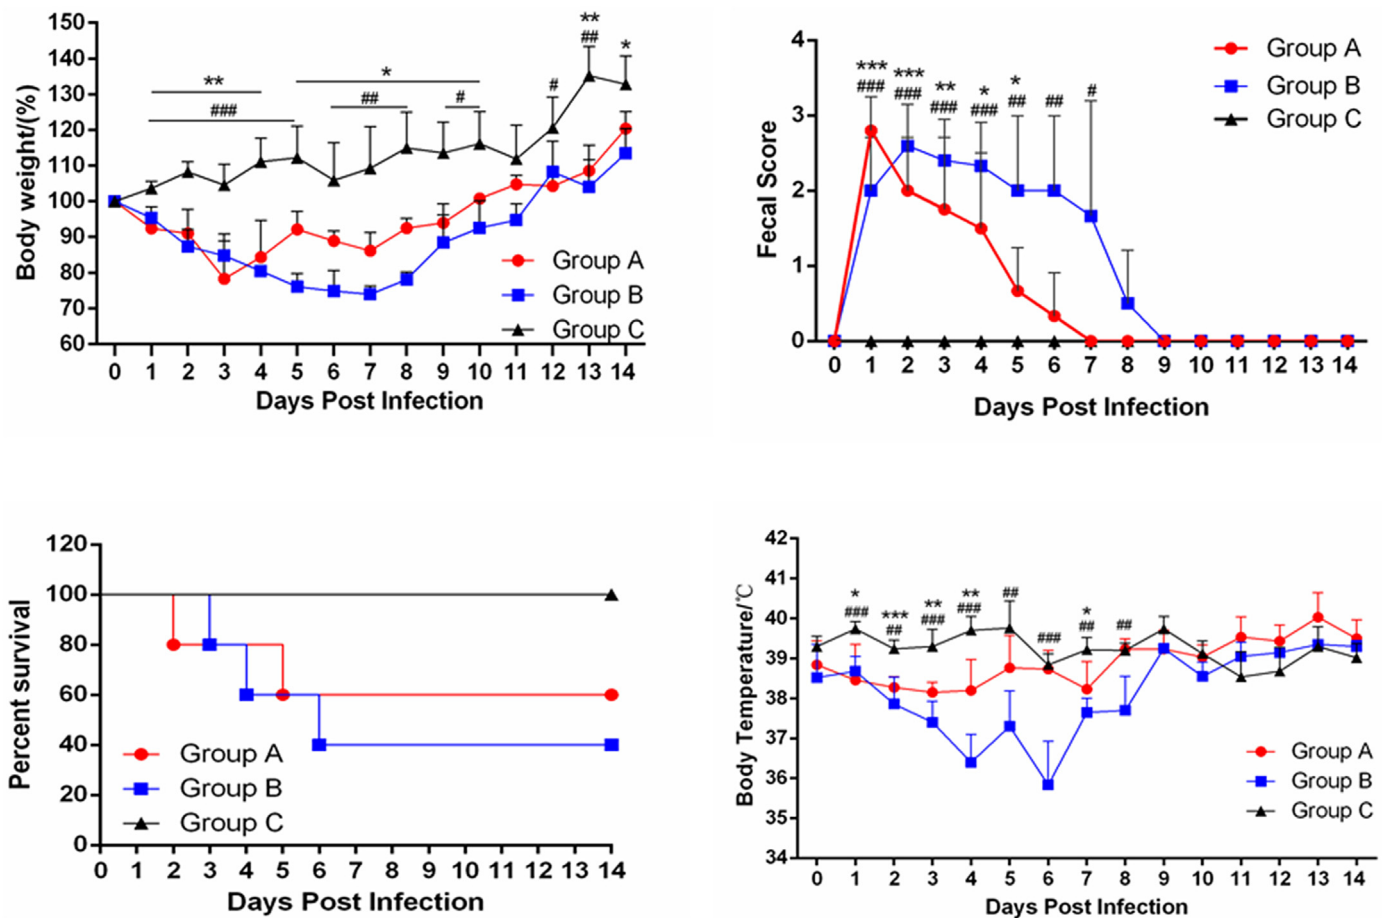 150
140
130
120
110
100
90
80
70
60
Body weight/(%)
**
###
*
##
#
#
**
##
*
Group A
Group B
Group C
0 1 2 3 4 5 6 7 8 9 10 11 12 13 14
Days Post Infection
4
3
2
1
0
Fecal Score
***
###
***
###
**
###
*
###
*
##
##
#
Group A
Group B
Group C
0 1 2 3 4 5 6 7 8 9 10 11 12 13 14
Days Post Infection
120
100
80
60
40
20
0
Percent survival
Group A
Group B
Group C
0 1 2 3 4 5 6 7 8 9 10 11 12 13 14
Days Post Infection
42
41
40
39
38
37
36
35
34
Body Temperature/℃
*
###
***
##
**
###
**
###
##
###
*
##
##
Group A
Group B
Group C
0 1 2 3 4 5 6 7 8 9 10 11 12 13 14
Days Post Infection